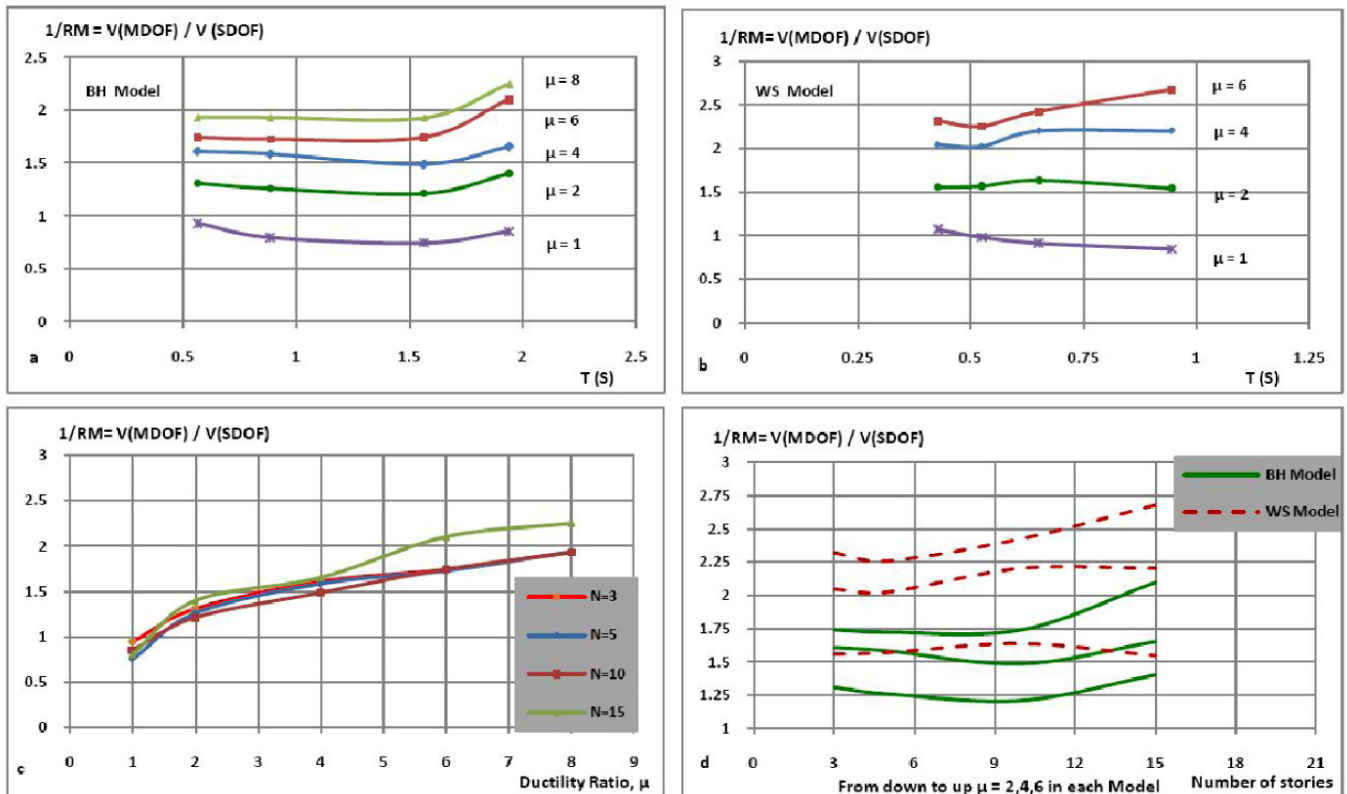 1/RM = V(MDOF) / V (SDOF)
2.5
2
1.5
1
0.5
0
BH Model
μ = 8
μ = 6
μ = 4
μ = 2
μ = 1
a
0 0.5 1 1.5 2 2.5
T (S)
1/RM= V(MDOF) / V(SDOF)
3
2.5
2
1.5
1
0.5
0
WS Model
μ = 6
μ = 4
μ = 2
μ = 1
b
0 0.25 0.5 0.75 1 1.25
T (S)
1/RM= V(MDOF) / V(SDOF)
3
2.5
2
1.5
1
0.5
0
N=3
N=5
N=10
N=15
c
0 1 2 3 4 5 6 7 8 9
Ductility Ratio, μ
1/RM= V(MDOF) / V(SDOF)
3
2.75
2.5
2.25
2
1.75
1.5
1.25
1
BH Model
WS Model
d
0 3 6 9 12 15 18 21
From down to up μ = 2,4,6 in each Model Number of stories